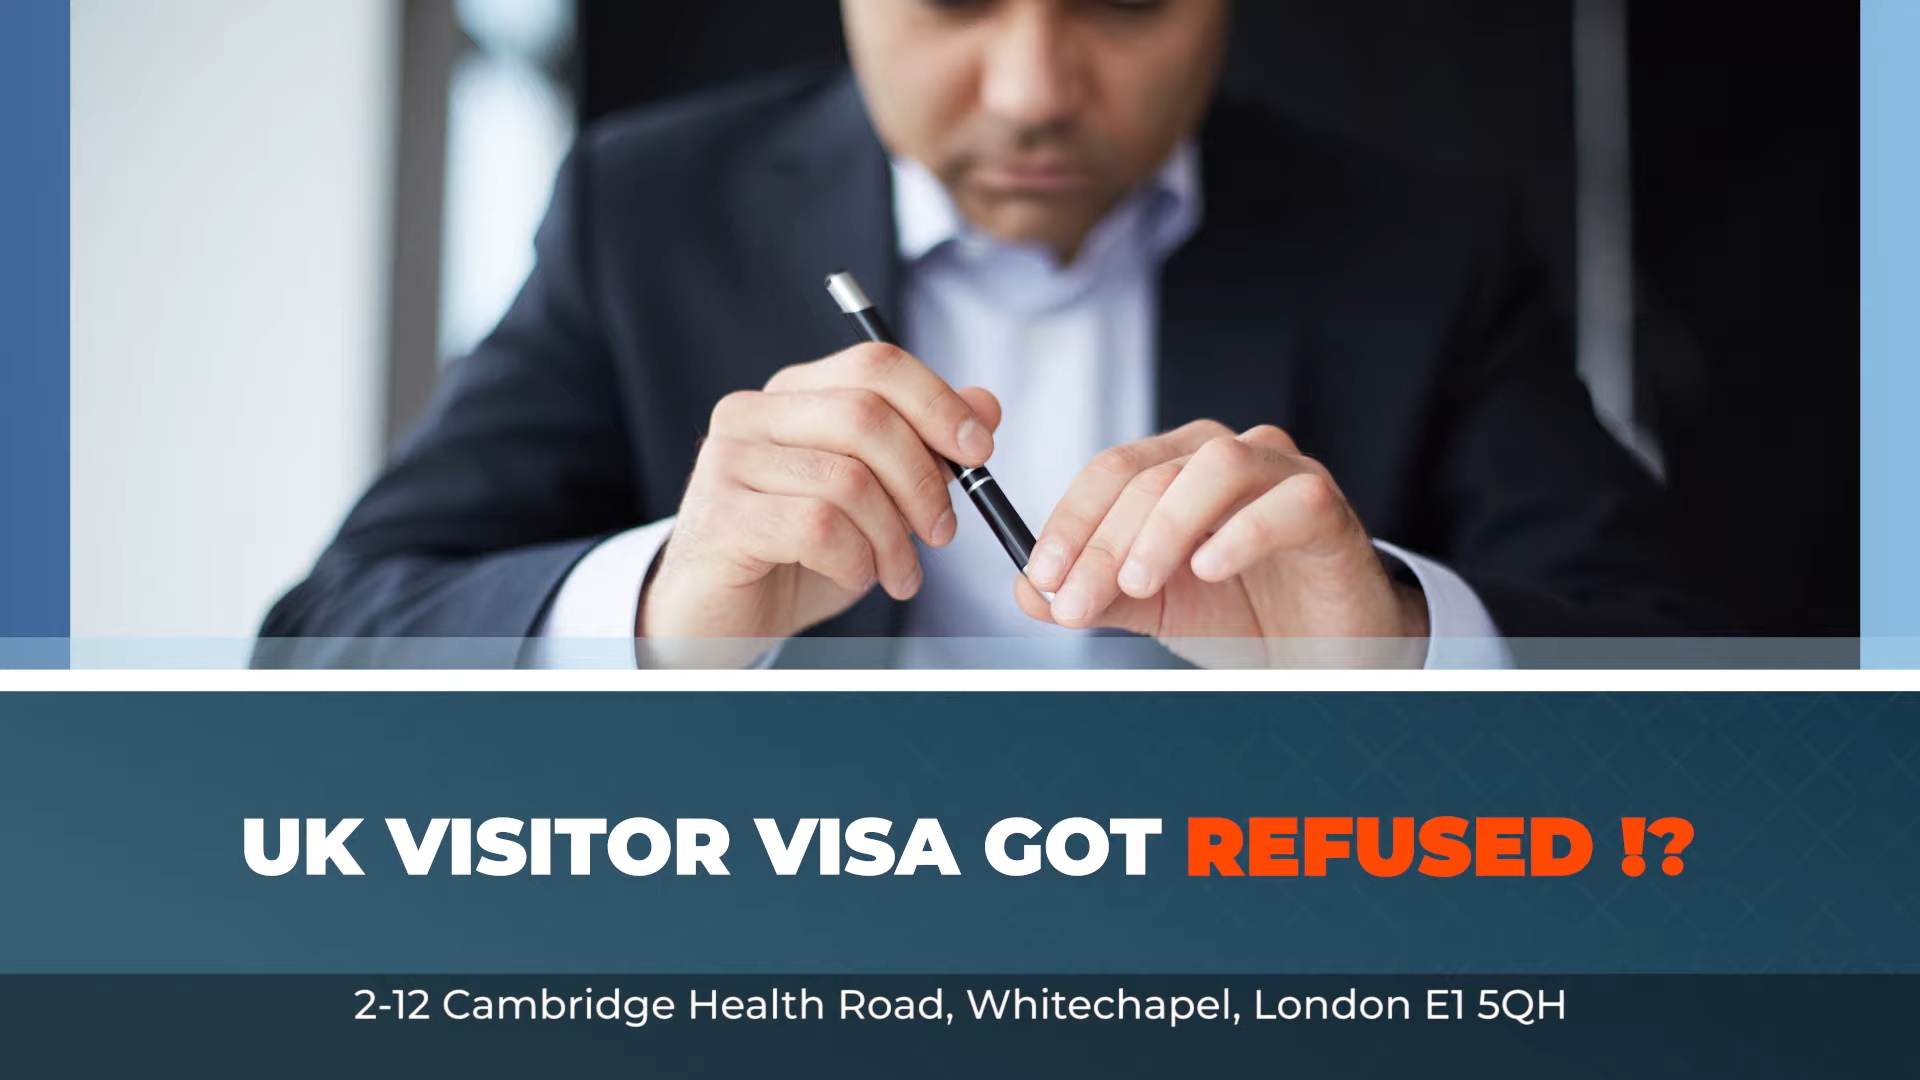 UK VISITOR VISA GOT REFUSED !?
2-12 Cambridge Health Road, Whitechapel, London E1 5QH